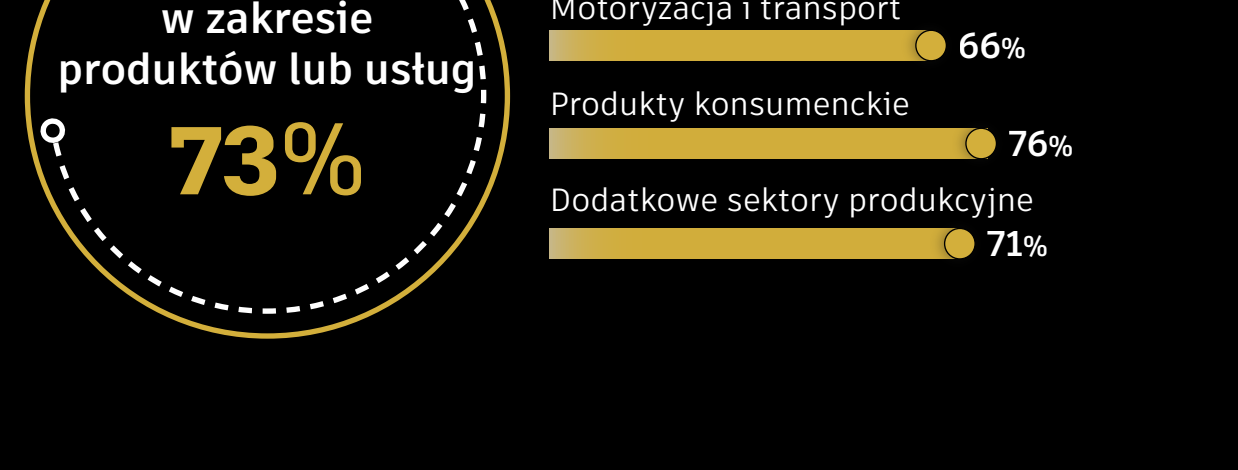 w zakresie
produktów lub usług
73%
Motoryzacja i transport
66%
Produkty konsumenckie
76%
Dodatkowe sektory produkcyjne
71%